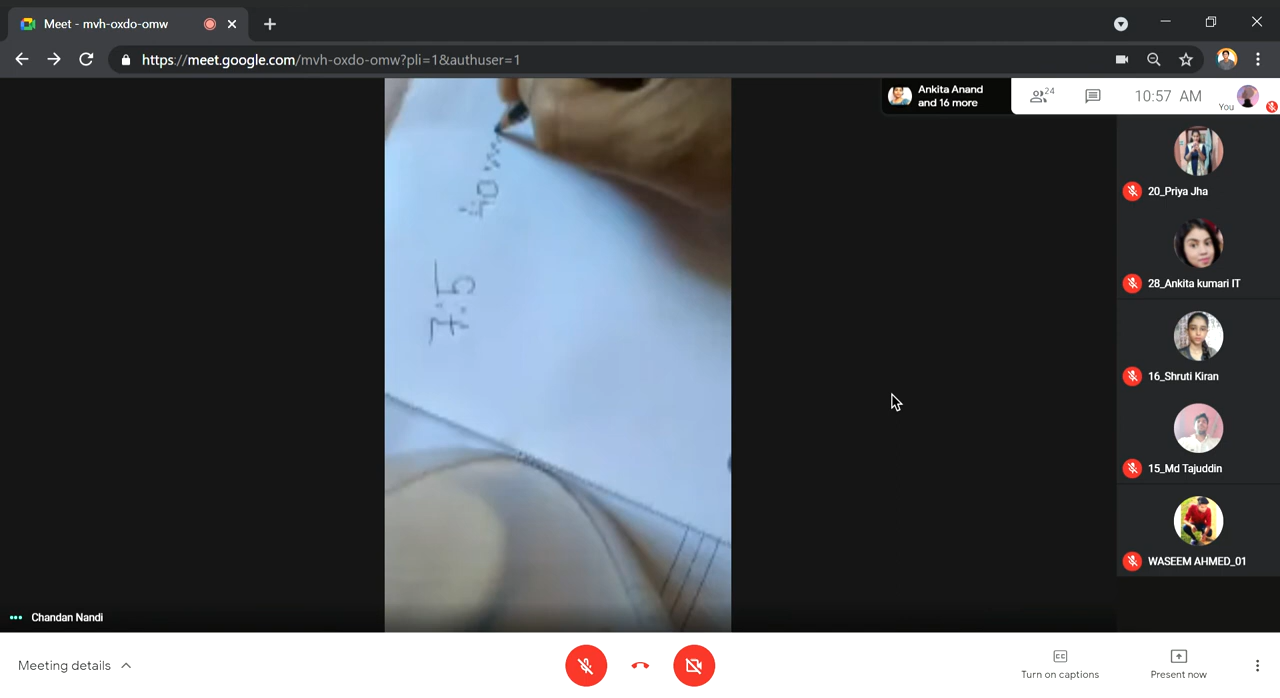 Meet - mvh-oxdo-omw
https://meet.google.com/mvh-oxdo-omw?pli=1&authuser=1
Ankita Anand
and 16 more
24
10:57 AM
You
20_Priya Jha
28_Ankita kumari IT
16_Shruti Kiran
15_Md Tajuddin
WASEEM AHMED_01
7:5
Chandan Nandi
Meeting details
CC
Turn on captions
Present now